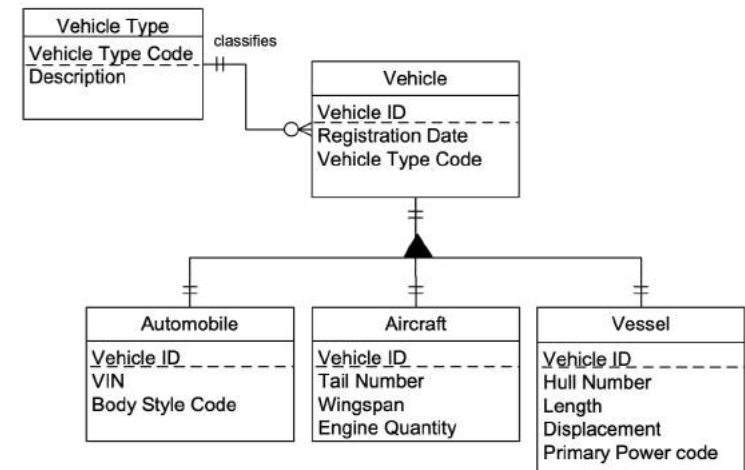 Vehicle Type
Vehicle Type Code
Description
classifies
Vehicle
Vehicle ID
Registration Date
Vehicle Type Code
Automobile
Vehicle ID
VIN
Body Style Code
Aircraft
Vehicle ID
Tail Number
Wingspan
Engine Quantity
Vessel
Vehicle ID
Hull Number
Length
Displacement
Primary Power code